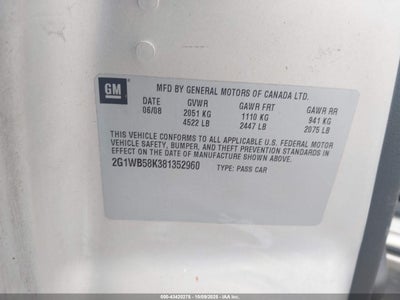 GM
MFD BY GENERAL MOTORS OF CANADA LTD.
DATE GVWR GAWR FRT GAWR RR
06/08 2051 KG 1110 KG 941 KG
4522 LB 2447 LB 2075 LB
THIS VEHICLE CONFORMS TO ALL APPLICABLE U.S. FEDERAL MOTOR
VEHICLE SAFETY, BUMPER, AND THEFT PREVENTION STANDARDS
IN EFFECT ON THE DATE OF MANUFACTURE SHOWN ABOVE.
2G1WB58K381352960 TYPE: PASS CAR